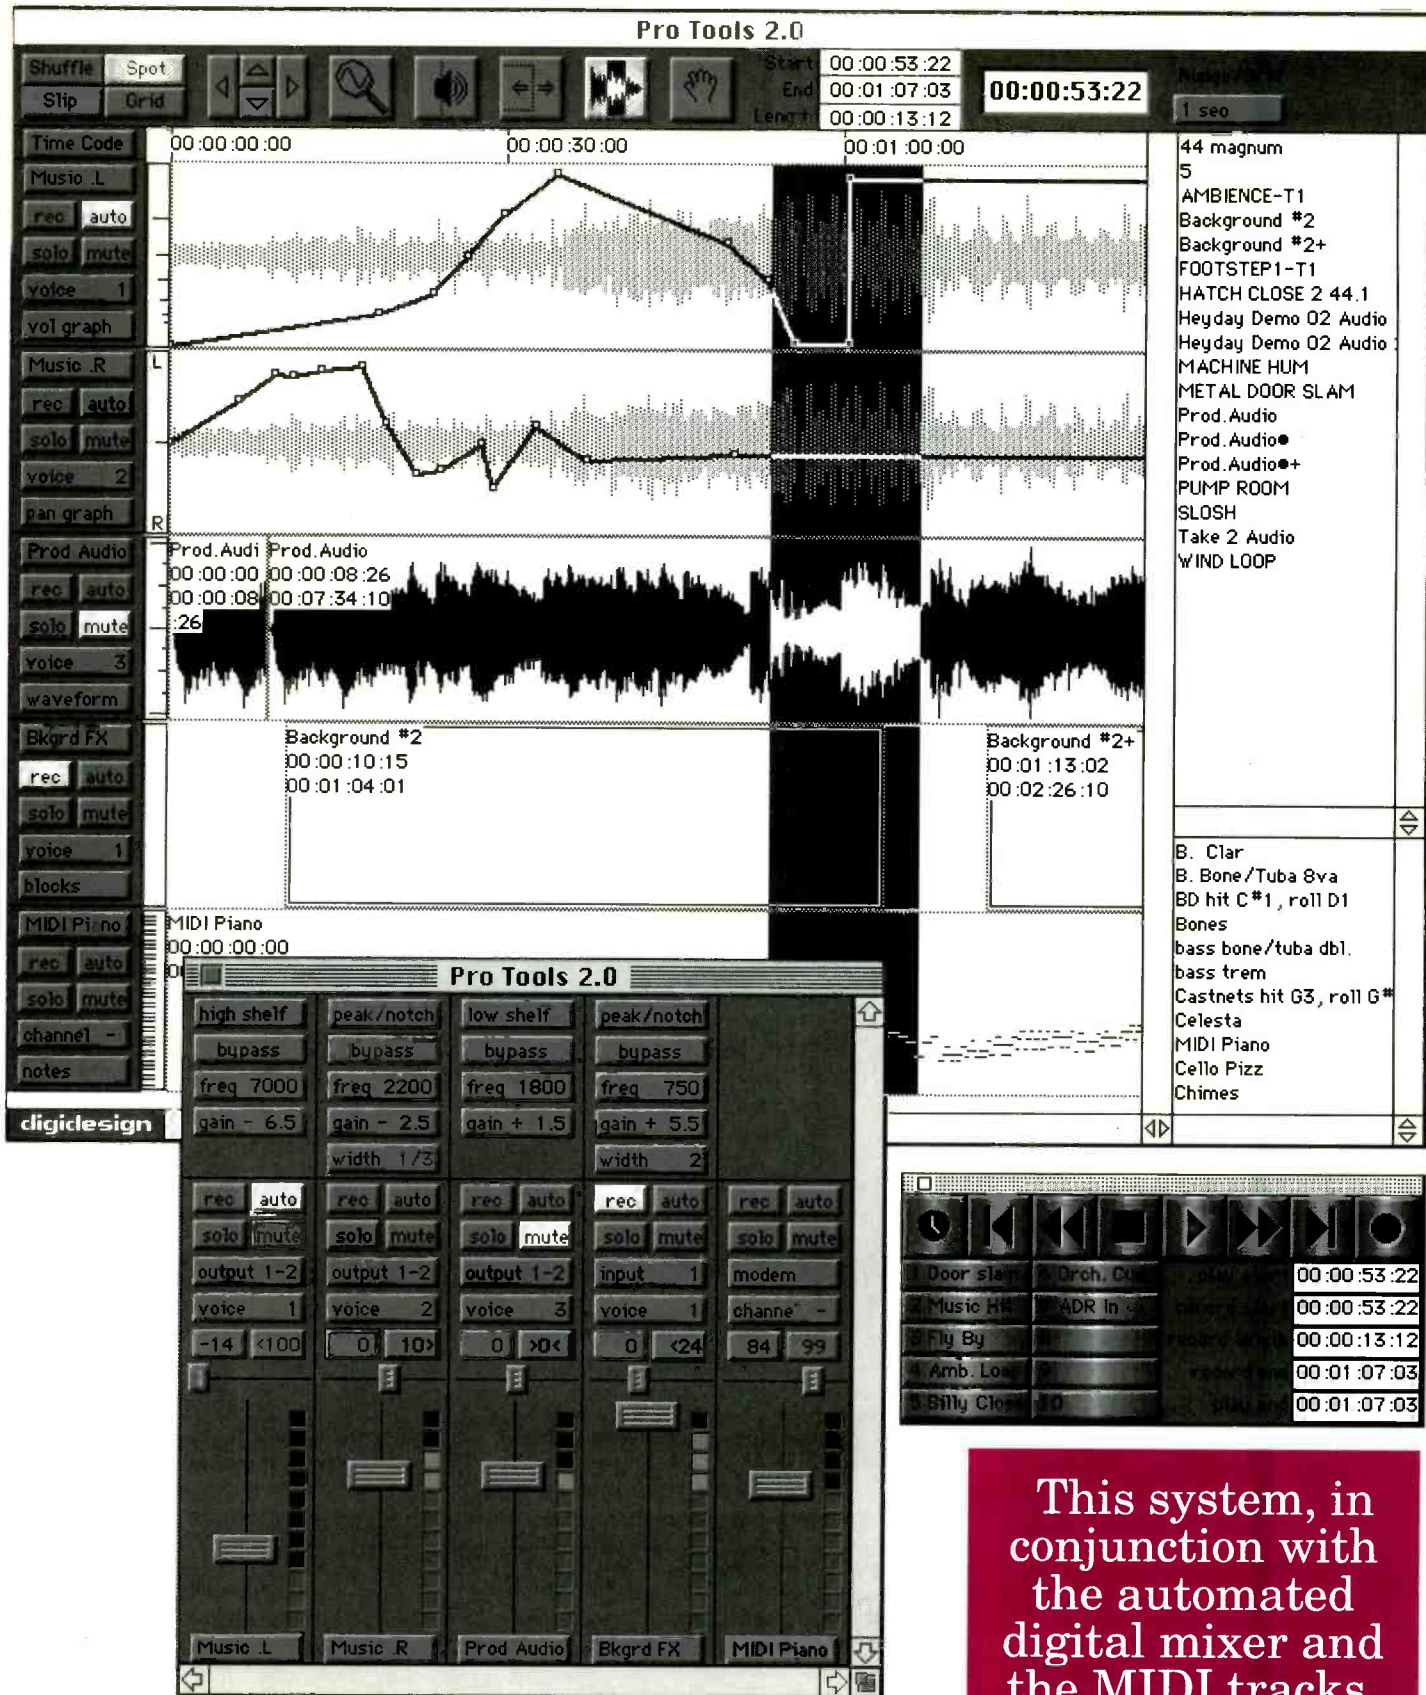 Pro Tools 2.0
Shuffle Spot
Slip Grid
Start 00:00:53:22
End 00:01:07:03
Length 00:00:13:12
00:00:53:22
1 sec
Time Code 00:00:00:00 00:00:30:00 00:01:00:00
Music .L
rec auto
solo mute
voice 1
vol graph
Music .R
L
rec auto
solo mute
voice 2
pan graph
R
Prod Audio
rec auto
solo mute
voice 3
waveform
Prod.Audi
00:00:00
00:00:08
:26
Prod.Audio
00:00:08:26
00:07:34:10
Bkgrd FX
rec auto
solo mute
voice 1
blocks
Background #2
00:00:10:15
00:01:04:01
Background #2+
00:01:13:02
00:02:26:10
MIDI Piano
rec auto
solo mute
channel -
notes
MIDI Piano
00:00:00:00
digidesign
44 magnum
5
AMBIENCE-T1
Background #2
Background #2+
FOOTSTEP1-T1
HATCH CLOSE 2 44.1
Heyday Demo 02 Audio
Heyday Demo 02 Audio
MACHINE HUM
METAL DOOR SLAM
Prod.Audio
Prod.Audio●
Prod.Audio●+
PUMP ROOM
SLOSH
Take 2 Audio
WIND LOOP
B. Clar
B. Bone/Tuba 8va
BD hit C#1, roll D1
Bones
bass bone/tuba dbl.
bass trem
Castnets hit G3, roll G#
Celesta
MIDI Piano
Cello Pizz
Chimes
Pro Tools 2.0
high shelf peak/notch low shelf peak/notch
bypass bypass bypass bypass
freq 7000 freq 2200 freq 1800 freq 750
gain - 6.5 gain - 2.5 gain + 1.5 gain + 5.5
width 1/3 width 2
rec auto rec auto rec auto rec auto rec auto
solo mute solo mute solo mute solo mute solo mute
output 1-2 output 1-2 output 1-2 input 1 modem
voice 1 voice 2 voice 3 voice 1 channel -
-14 <100 0 10> 0 >0< 0 <24 84 99
Music .L Music .R Prod Audio Bkgrd FX MIDI Piano
1 Door slam 6 Orch. 00:00:53:22
2 Music Hit ADR In 00:00:53:22
3 Fly By 00:00:13:12
4 Amb. Loop 00:01:07:03
5 Billy Close 10 play end 00:01:07:03
This system, in
conjunction with
the automated
digital mixer and
the MIDI tracks,